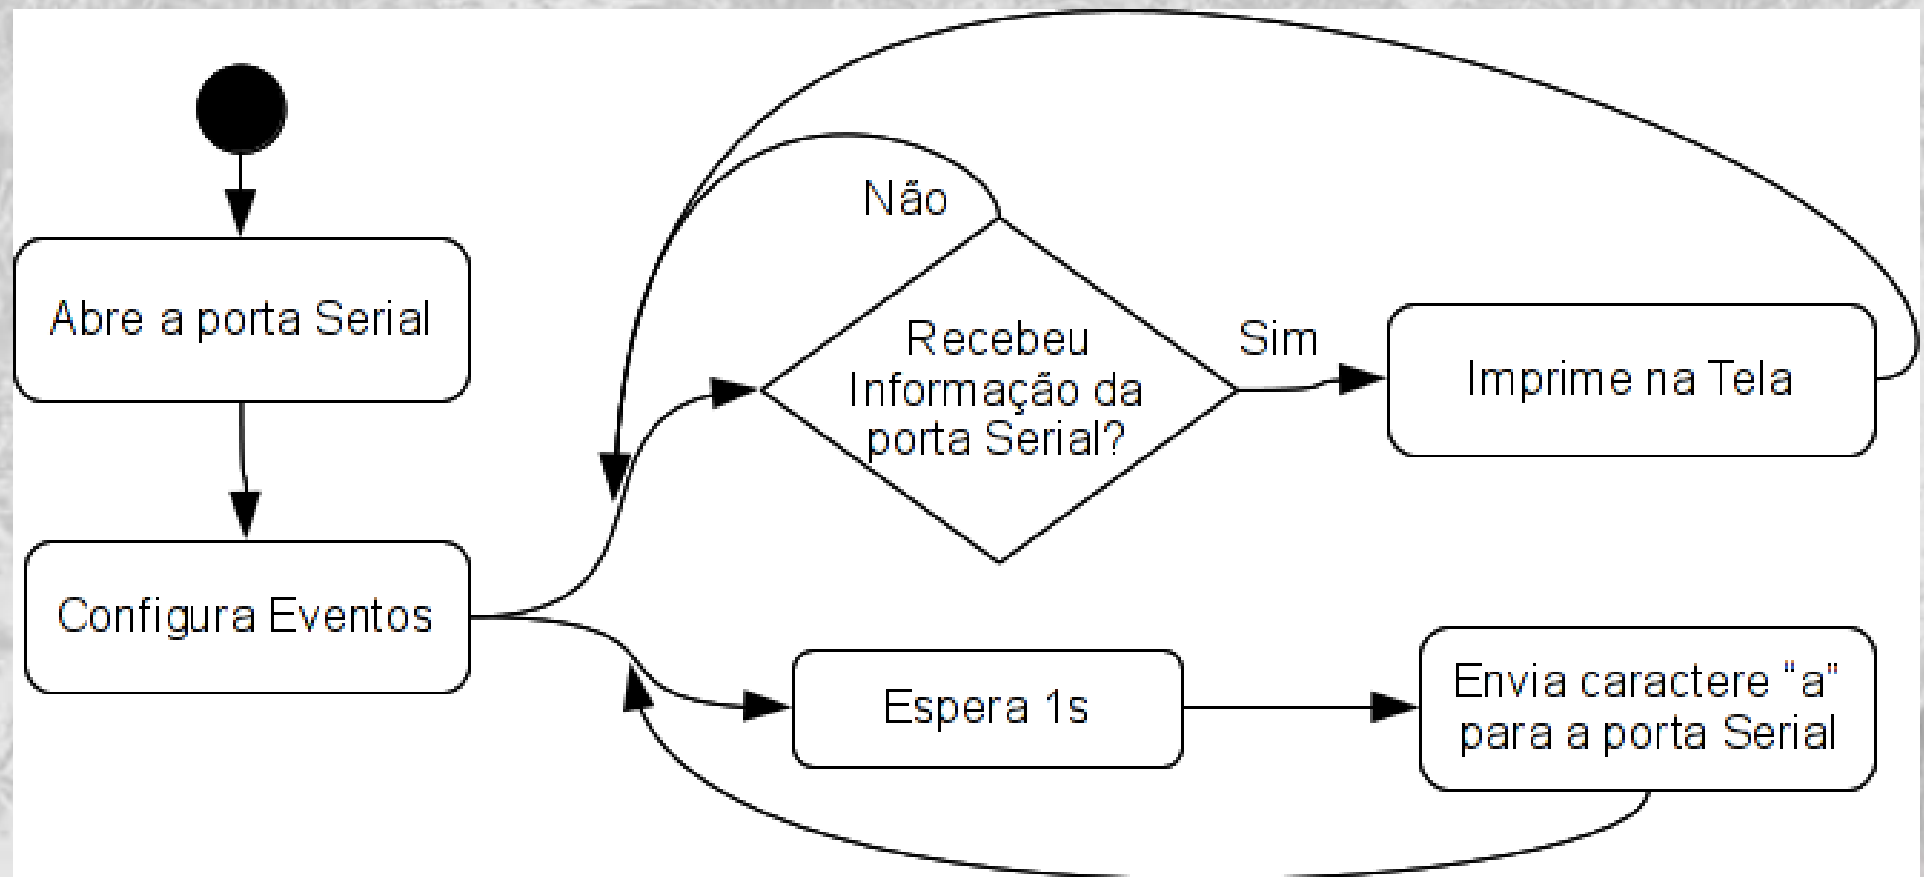 Abre a porta Serial
Configura Eventos
Não
Recebeu
Informação da
porta Serial?
Sim
Imprime na Tela
Espera 1s
Envia caractere “a”
para a porta Serial